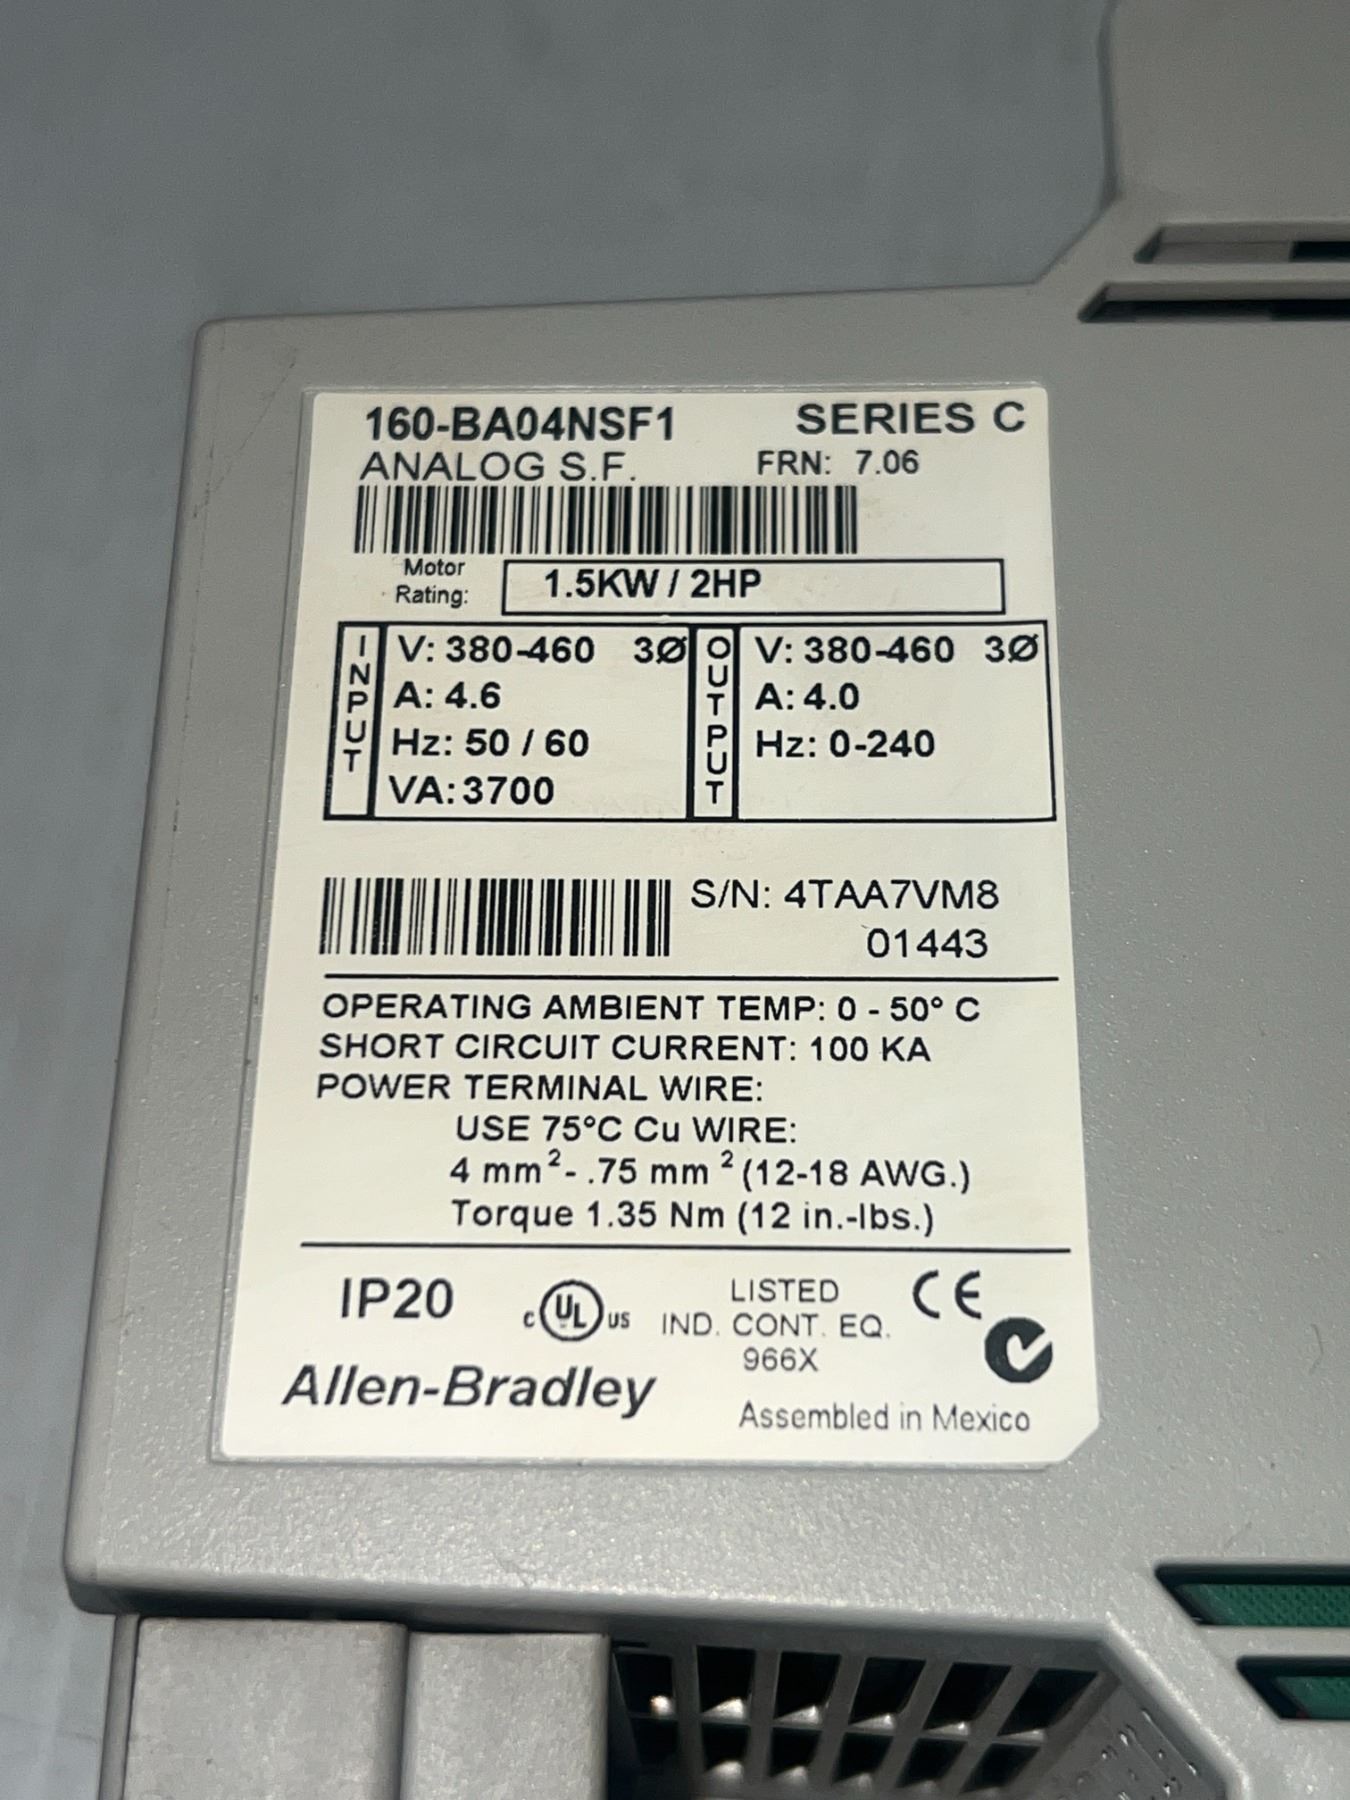 160-BA04NSF1 SERIES C
ANALOG S.F. FRN: 7.06
Motor
Rating: 1.5KW / 2HP
INPUT
V: 380-460 3Ø
A: 4.6
Hz: 50 / 60
VA: 3700
OUTPUT
V: 380-460 3Ø
A: 4.0
Hz: 0-240
S/N: 4TAA7VM8
01443
OPERATING AMBIENT TEMP: 0 - 50° C
SHORT CIRCUIT CURRENT: 100 KA
POWER TERMINAL WIRE:
USE 75°C Cu WIRE:
4 mm²- .75 mm ² (12-18 AWG.)
Torque 1.35 Nm (12 in.-lbs.)
IP20
c UL US
LISTED
IND. CONT. EQ.
966X
CE
Allen-Bradley
Assembled in Mexico